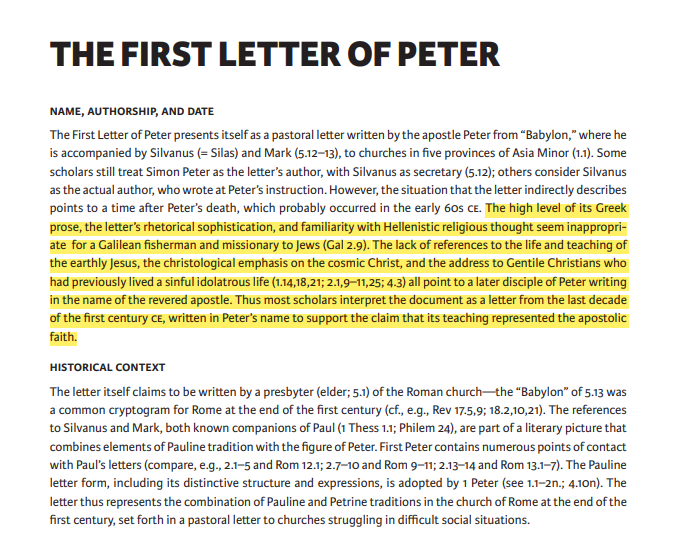 THE FIRST LETTER OF PETER
NAME, AUTHORSHIP, AND DATE
The First Letter of Peter presents itself as a pastoral letter written by the apostle Peter from “Babylon,” where he
is accompanied by Silvanus (= Silas) and Mark (5.12–13), to churches in five provinces of Asia Minor (1.1). Some
scholars still treat Simon Peter as the letter’s author, with Silvanus as secretary (5.12); others consider Silvanus
as the actual author, who wrote at Peter’s instruction. However, the situation that the letter indirectly describes
points to a time after Peter’s death, which probably occurred in the early 60s CE. The high level of its Greek
prose, the letter’s rhetorical sophistication, and familiarity with Hellenistic religious thought seem inappropri-
ate for a Galilean fisherman and missionary to Jews (Gal 2.9). The lack of references to the life and teaching of
the earthly Jesus, the christological emphasis on the cosmic Christ, and the address to Gentile Christians who
had previously lived a sinful idolatrous life (1.14,18,21; 2.1,9–11,25; 4.3) all point to a later disciple of Peter writing
in the name of the revered apostle. Thus most scholars interpret the document as a letter from the last decade
of the first century CE, written in Peter’s name to support the claim that its teaching represented the apostolic
faith.
HISTORICAL CONTEXT
The letter itself claims to be written by a presbyter (elder; 5.1) of the Roman church—the “Babylon” of 5.13 was
a common cryptogram for Rome at the end of the first century (cf., e.g., Rev 17.5,9; 18.2,10,21). The references
to Silvanus and Mark, both known companions of Paul (1 Thess 1.1; Philem 24), are part of a literary picture that
combines elements of Pauline tradition with the figure of Peter. First Peter contains numerous points of contact
with Paul’s letters (compare, e.g., 2.1–5 and Rom 12.1; 2.7–10 and Rom 9–11; 2.13–14 and Rom 13.1–7). The Pauline
letter form, including its distinctive structure and expressions, is adopted by 1 Peter (see 1.1–2n.; 4.10n). The
letter thus represents the combination of Pauline and Petrine traditions in the church of Rome at the end of the
first century, set forth in a pastoral letter to churches struggling in difficult social situations.